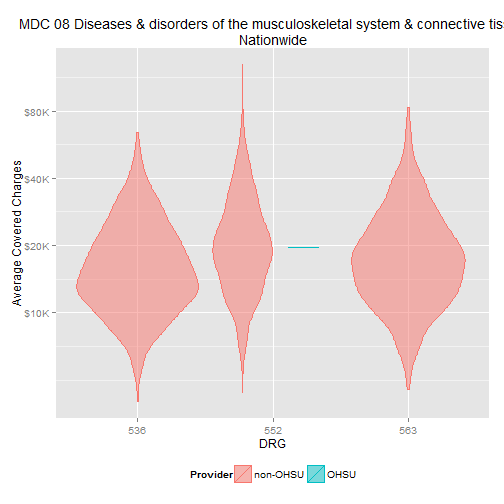 MDC 08 Diseases & disorders of the musculoskeletal system & connective tis
Nationwide
Average Covered Charges
$80K
$40K
$20K
$10K
536
552
563
DRG
Provider non-OHSU OHSU